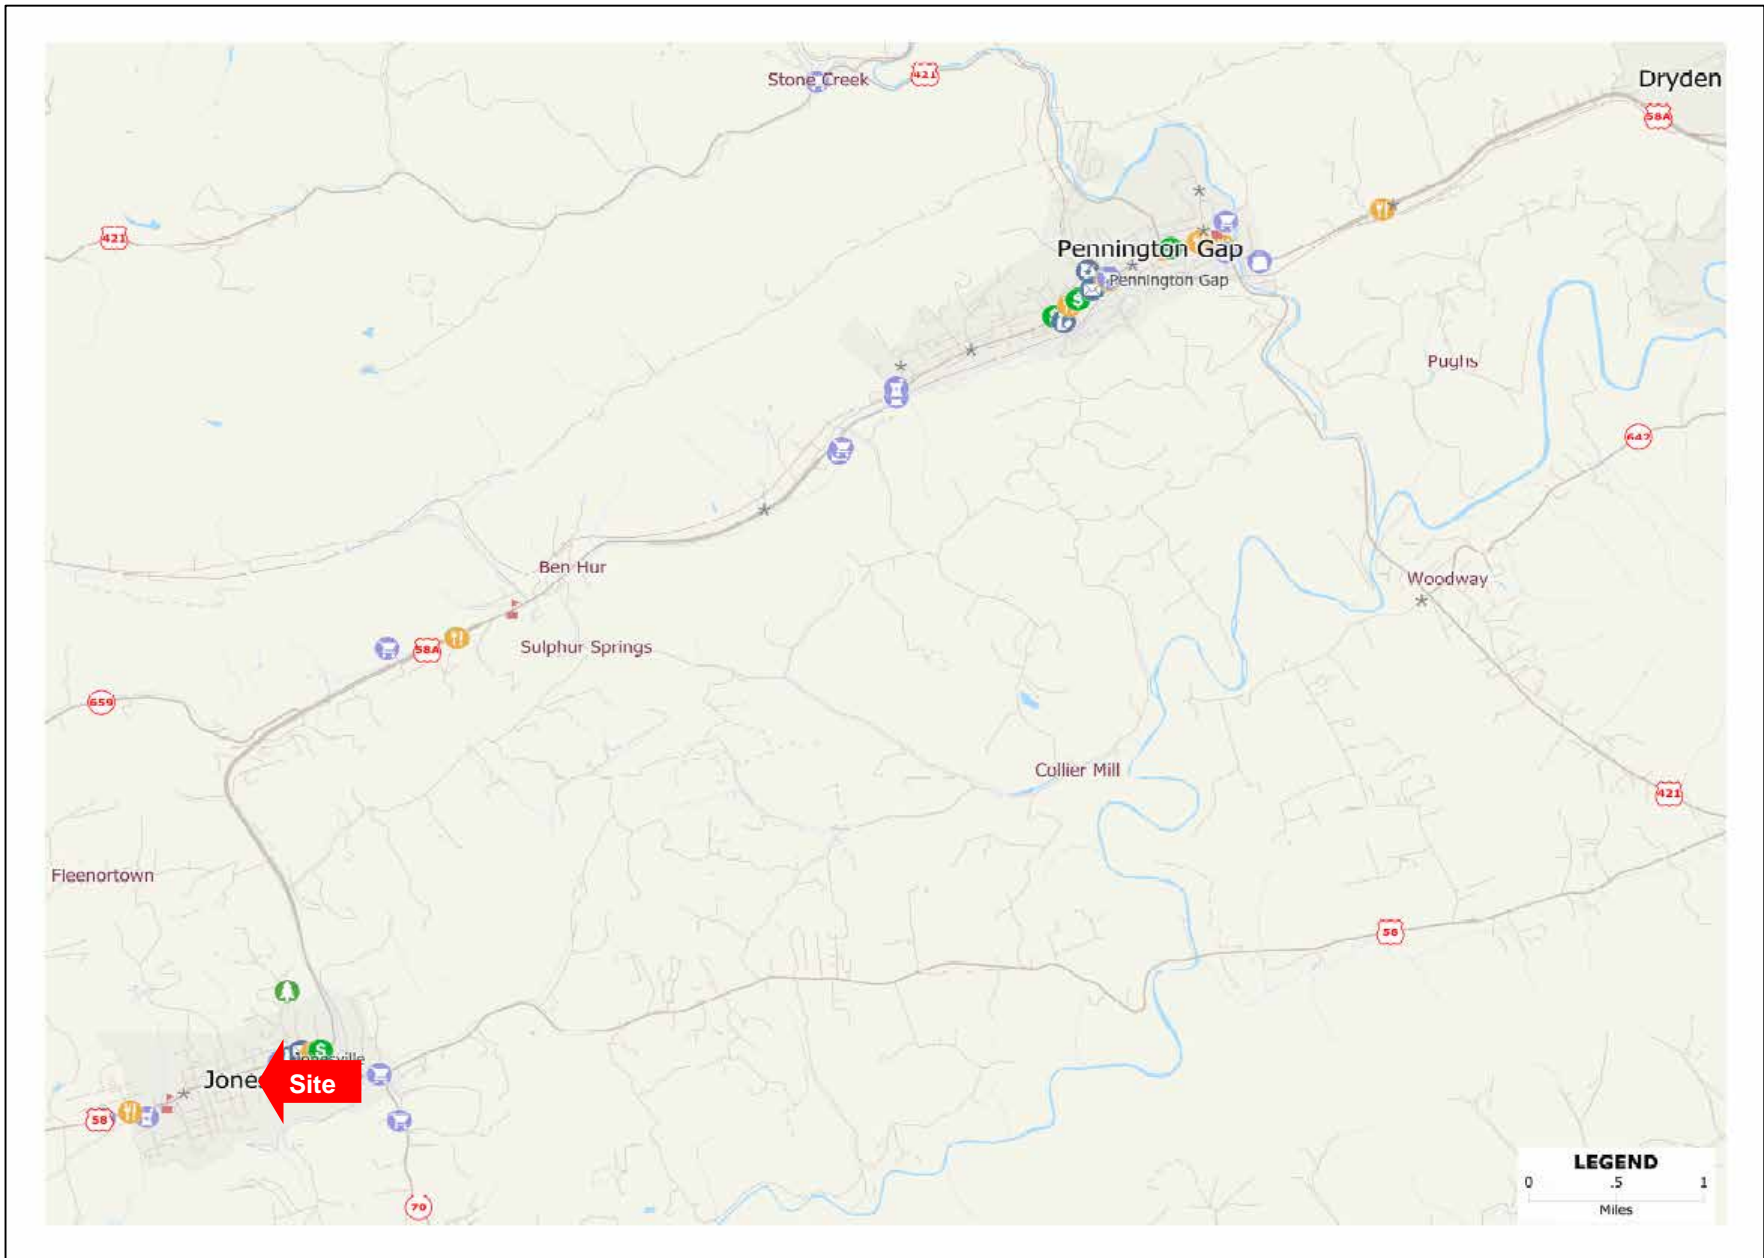 Stone Creek
421
Dryden
58A
421
Pennington Gap
Pennington Gap
Pughs
642
Ben Hur
Woodway
58A
Sulphur Springs
659
Collier Mill
421
Fleenortown
58
Jones
Site
58
70
LEGEND
0 .5 1
Miles